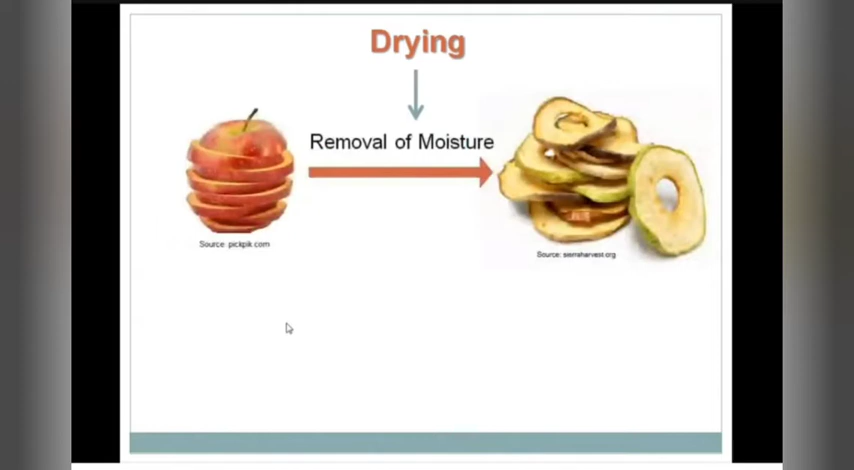 Drying
Removal of Moisture
Source: pickpik.com
Source: sierraharvest.org